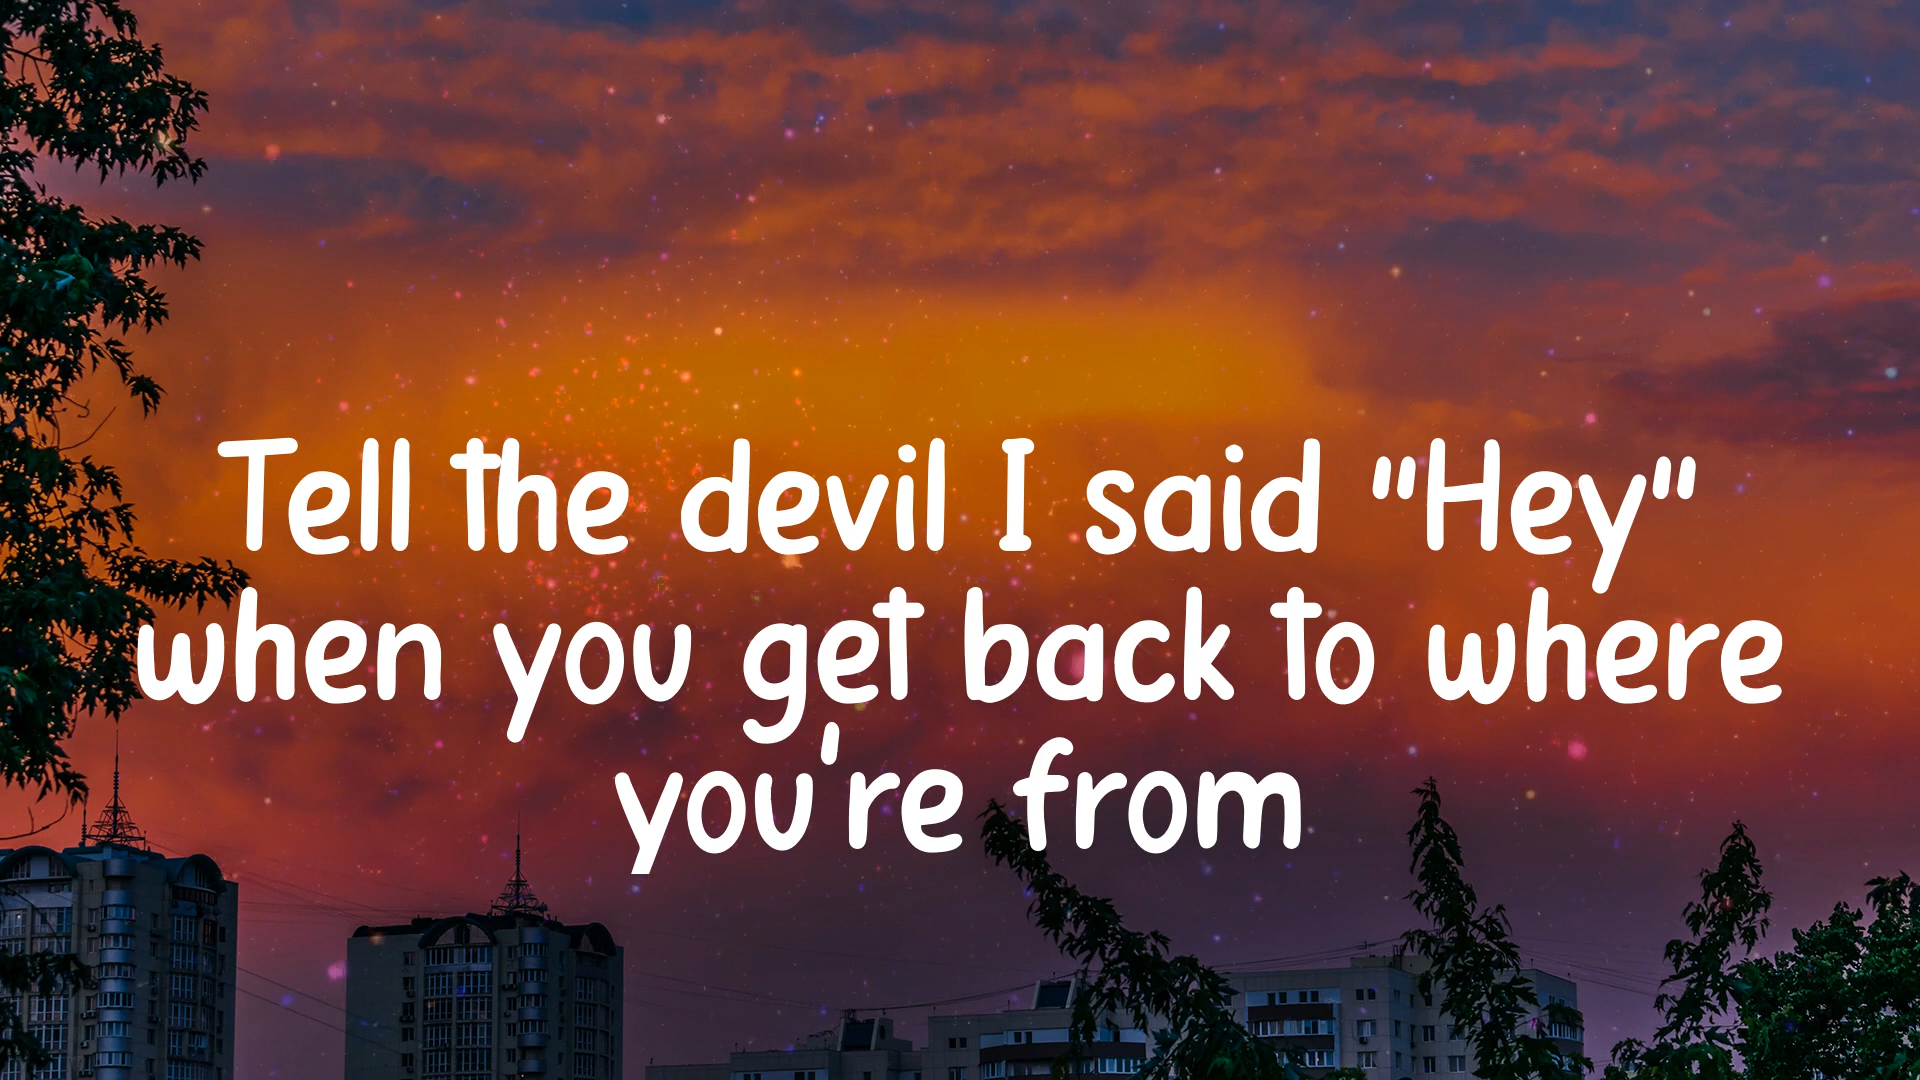 Tell the devil I said "Hey"
when you get back to where
you're from